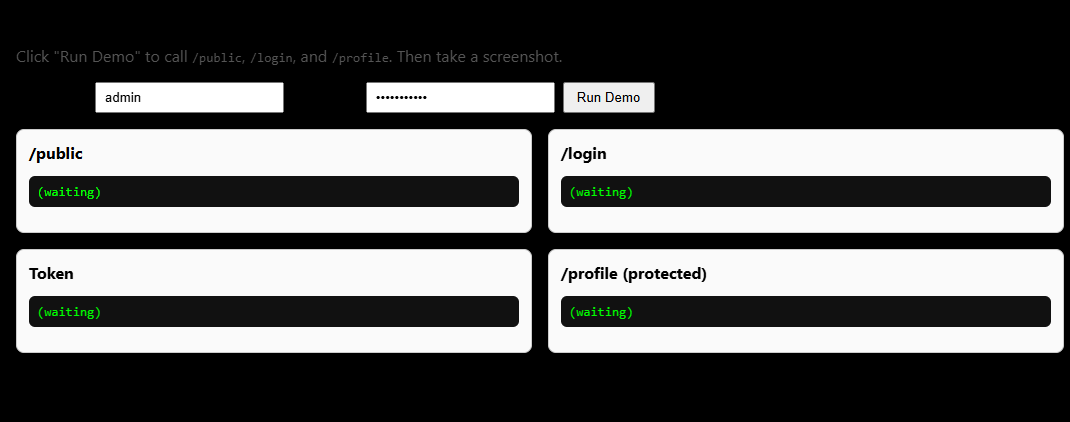 Click "Run Demo" to call /public, /login, and /profile. Then take a screenshot.
admin ••••••••••• Run Demo
/public
(waiting)
/login
(waiting)
Token
(waiting)
/profile (protected)
(waiting)